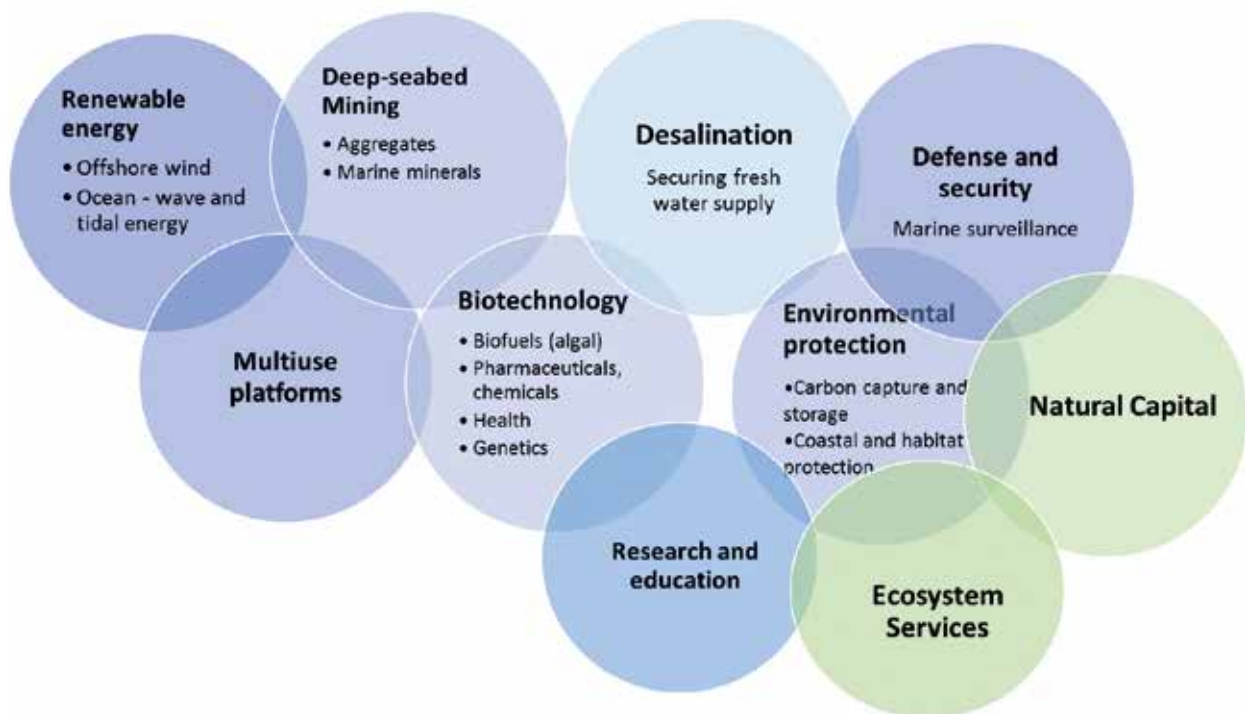 Renewable
energy
• Offshore wind
• Ocean - wave and
tidal energy
Deep-seabed
Mining
• Aggregates
• Marine minerals
Desalination
Securing fresh
water supply
Defense and
security
Marine surveillance
Multiuse
platforms
Biotechnology
• Biofuels (algal)
• Pharmaceuticals,
chemicals
• Health
• Genetics
Environmental
protection
•Carbon capture and
storage
•Coastal and habitat
protection
Natural Capital
Research and
education
Ecosystem
Services